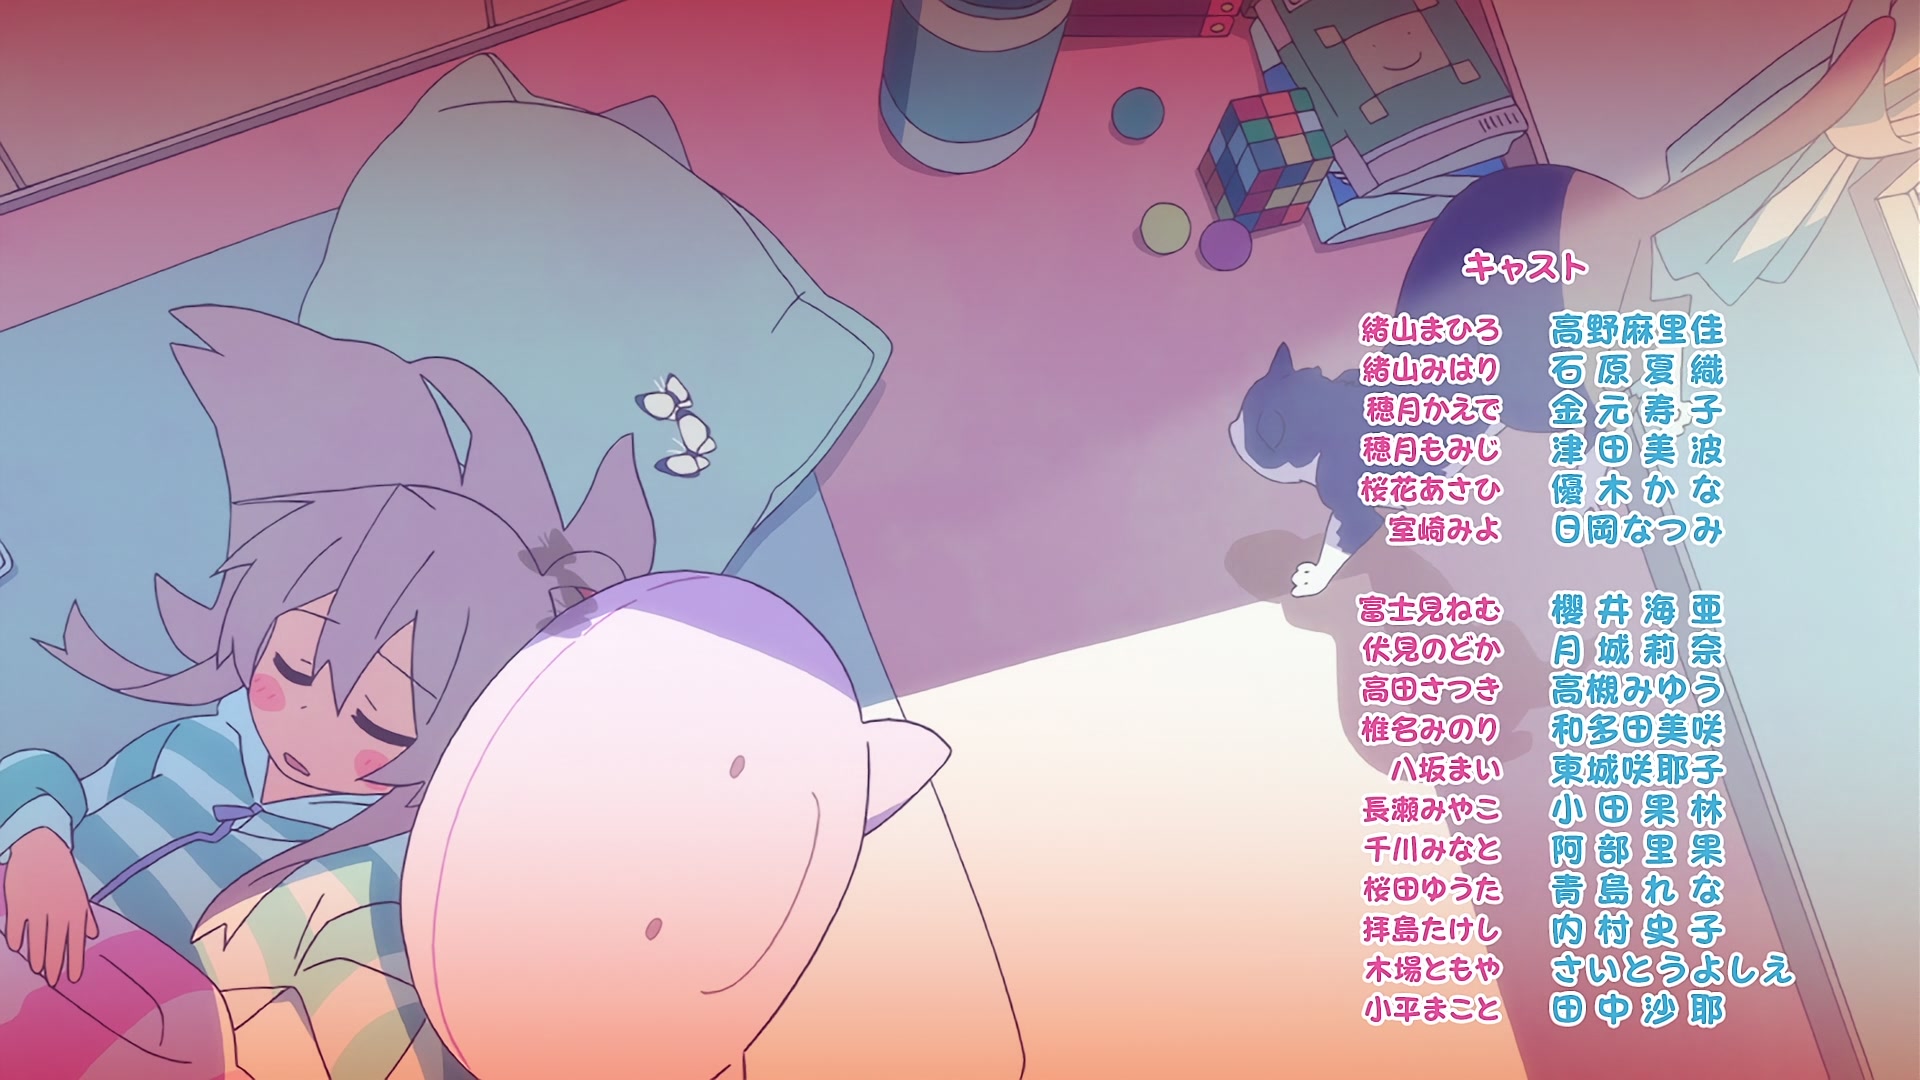 キャスト
緒山まひろ 高野麻里佳
緒山みはり 石原夏織
穂月かえで 金元寿子
穂月もみじ 津田美波
桜花あさひ 優木かな
室崎みよ 日岡なつみ
富士見ねむ 櫻井海亜
伏見のどか 月城莉奈
高田さつき 高槻みゆう
椎名みのり 和多田美咲
八坂まい 東城咲耶子
長瀬みやこ 小田果林
千川みなと 阿部里果
桜田ゆうた 青島れな
拝島たけし 内村史子
木場ともや さいとうよしえ
小平まこと 田中沙耶